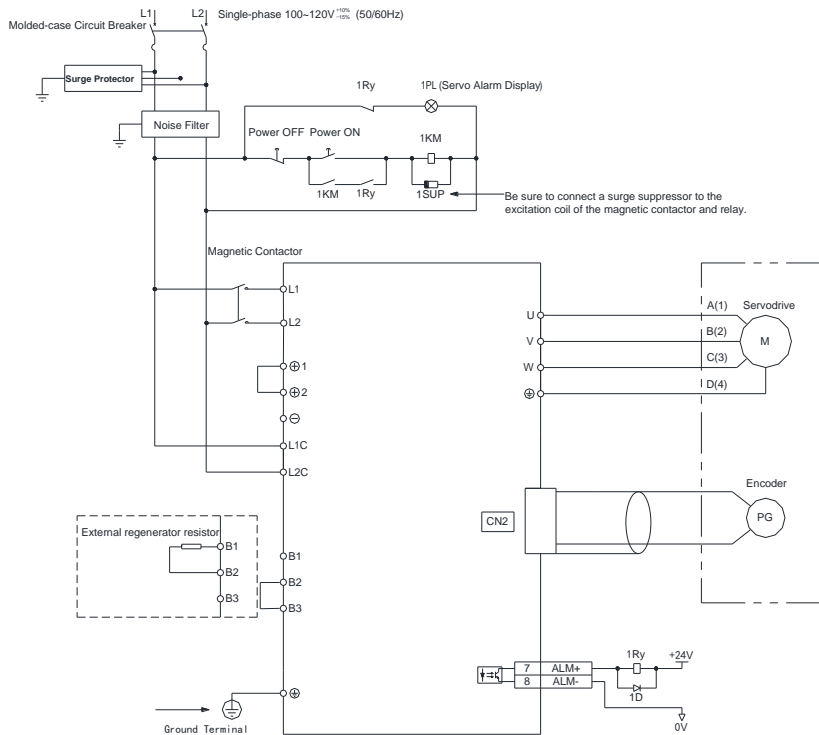 L1 L2 Single-phase 100~120V +10% -15% (50/60Hz)
Molded-case Circuit Breaker
Surge Protector
Noise Filter
1Ry 1PL (Servo Alarm Display)
Power OFF Power ON 1KM
1KM 1Ry 1SUP
Be sure to connect a surge suppressor to the
excitation coil of the magnetic contactor and relay.
Magnetic Contactor
L1
L2
⊕1
⊕2
⊖
L1C
L2C
B1
B2
B3
External regenerator resistor
B1
B2
B3
Ground Terminal
U
V
W
A(1)
B(2)
C(3)
D(4)
Servodrive
M
Encoder
PG
CN2
7 ALM+
8 ALM-
1Ry
+24V
1D
0V